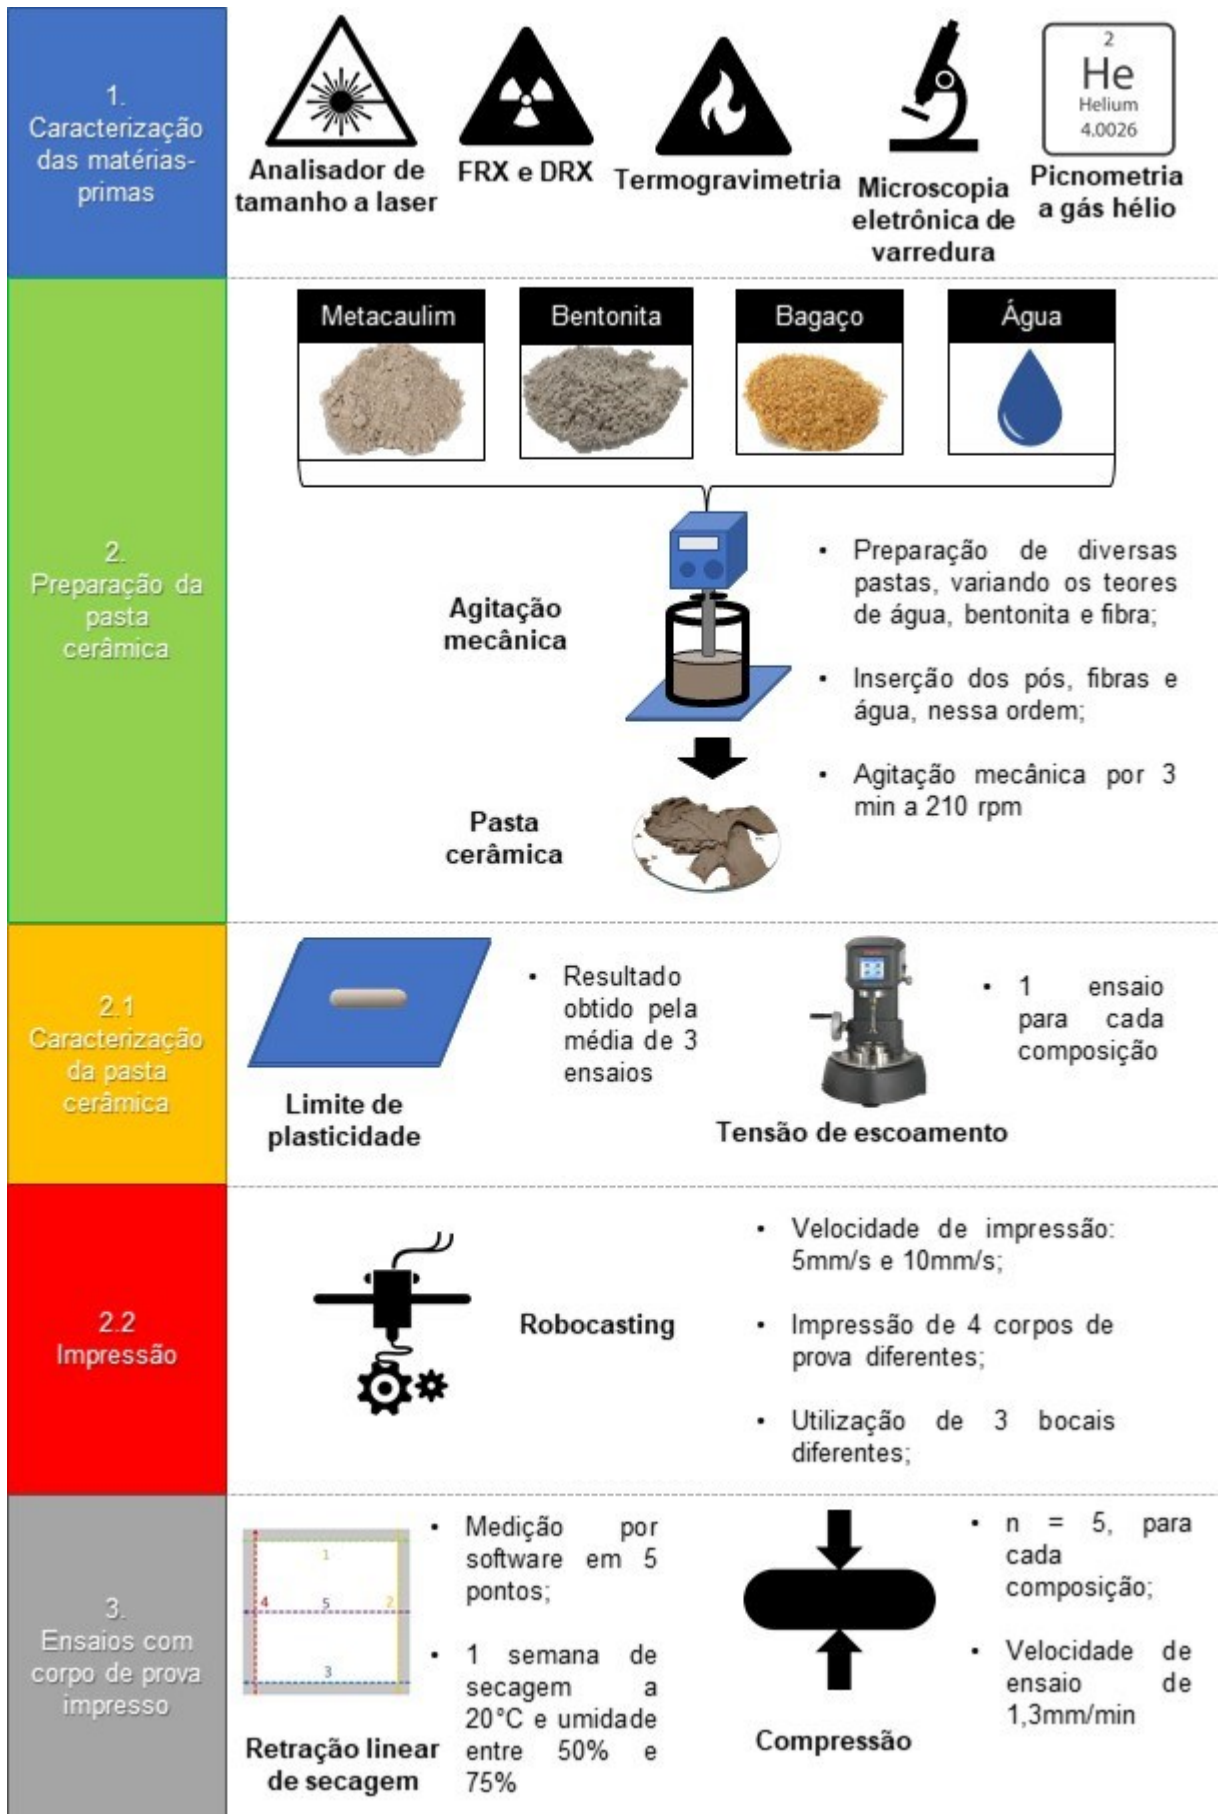 1.
Caracterização
das matérias-
primas
Analisador de
tamanho a laser
FRX e DRX
Termogravimetria
Microscopia
eletrônica de
varredura
2
He
Helium
4.0026
Picnometria
a gás hélio
2.
Preparação da
pasta
cerâmica
Metacaulim
Bentonita
Bagaço
Água
Agitação
mecânica
Pasta
cerâmica
• Preparação de diversas
pastas, variando os teores
de água, bentonita e fibra;
• Inserção dos pós, fibras e
água, nessa ordem;
• Agitação mecânica por 3
min a 210 rpm
2.1
Caracterização
da pasta
cerâmica
Limite de
plasticidade
• Resultado
obtido pela
média de 3
ensaios
Tensão de escoamento
• 1 ensaio
para cada
composição
2.2
Impressão
Robocasting
• Velocidade de impressão:
5mm/s e 10mm/s;
• Impressão de 4 corpos de
prova diferentes;
• Utilização de 3 bocais
diferentes;
3.
Ensaios com
corpo de prova
impresso
1
4
5
2
3
Retração linear
de secagem
• Medição por
software em 5
pontos;
• 1 semana de
secagem a
20°C e umidade
entre 50% e
75%
Compressão
• n = 5, para
cada
composição;
• Velocidade de
ensaio de
1,3mm/min